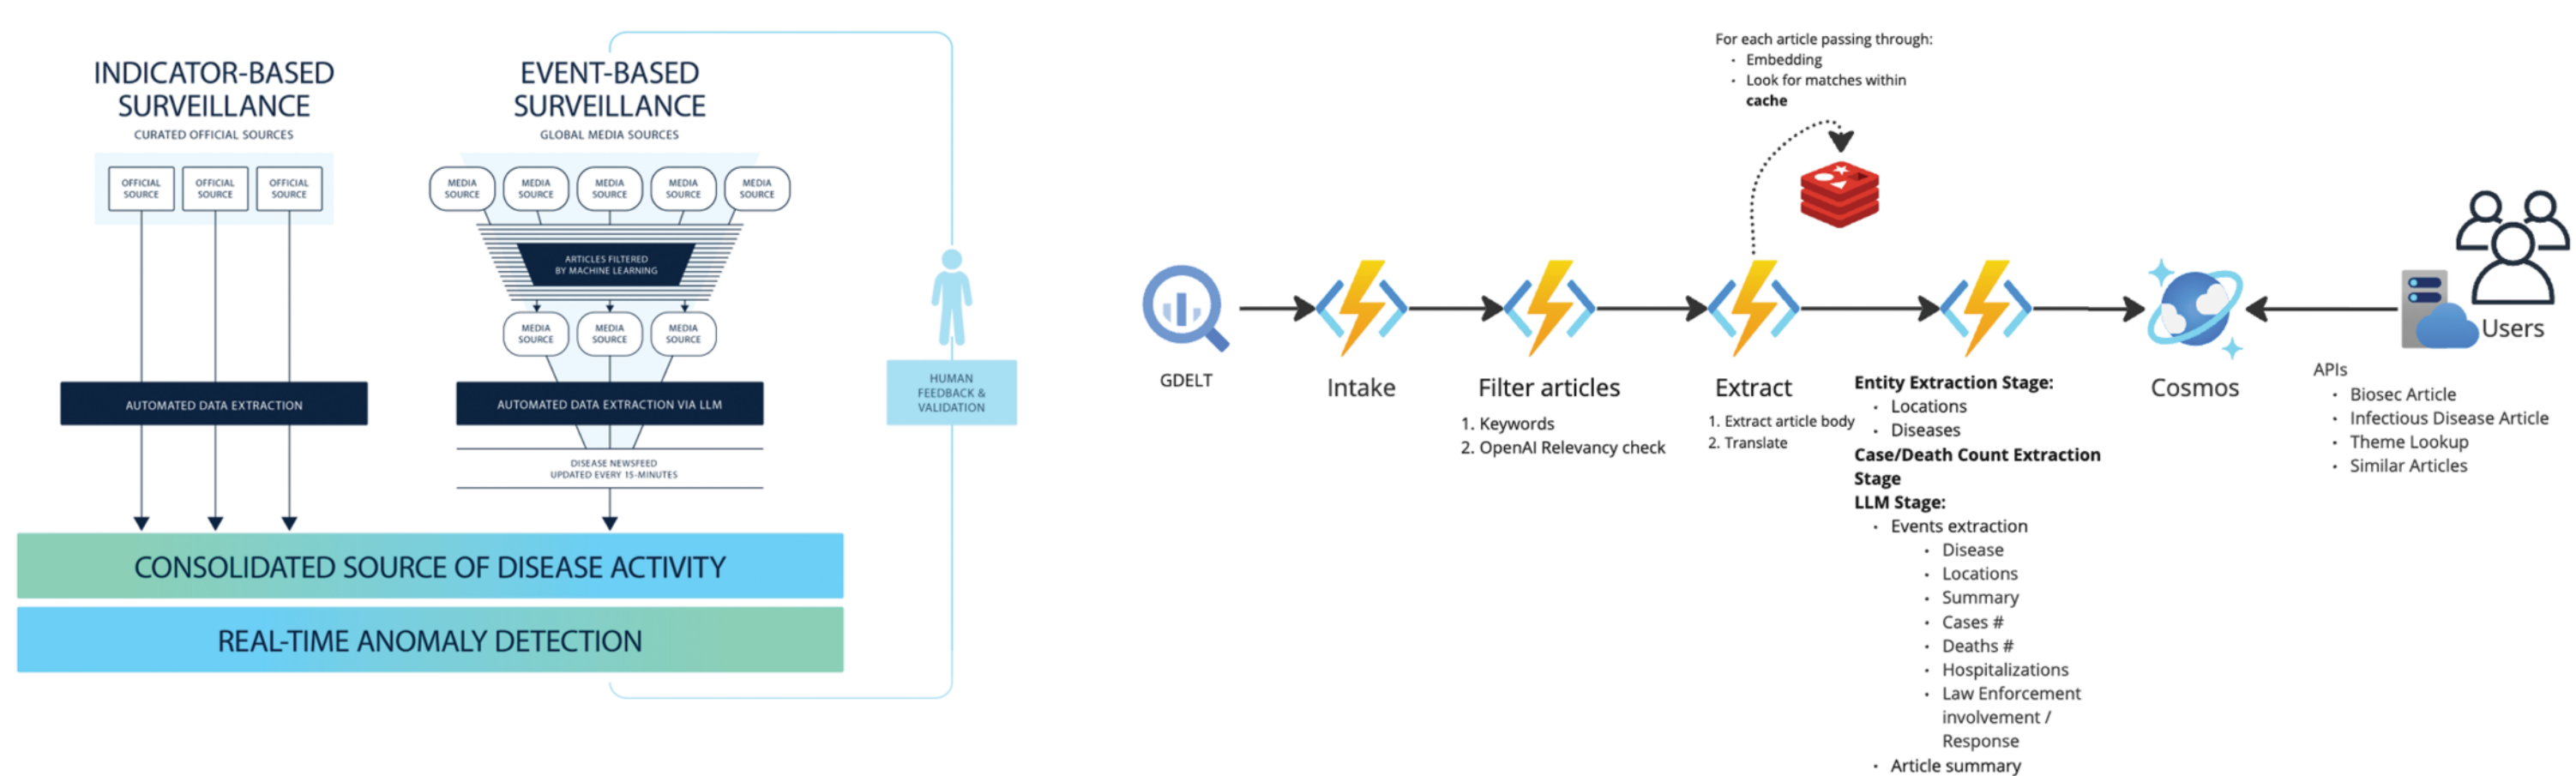 INDICATOR-BASED
SURVEILLANCE
CURATED OFFICIAL SOURCES
OFFICIAL
SOURCE
OFFICIAL
SOURCE
OFFICIAL
SOURCE
EVENT-BASED
SURVEILLANCE
GLOBAL MEDIA SOURCES
MEDIA
SOURCE
MEDIA
SOURCE
MEDIA
SOURCE
MEDIA
SOURCE
MEDIA
SOURCE
ARTICLES FILTERED
BY MACHINE LEARNING
MEDIA
SOURCE
MEDIA
SOURCE
MEDIA
SOURCE
AUTOMATED DATA EXTRACTION
AUTOMATED DATA EXTRACTION VIA LLM
DISEASE NEWSFEED
UPDATED EVERY 15-MINUTES
HUMAN
FEEDBACK &
VALIDATION
CONSOLIDATED SOURCE OF DISEASE ACTIVITY
REAL-TIME ANOMALY DETECTION
For each article passing through:
· Embedding
· Look for matches within
cache
GDELT
Intake
Filter articles
1. Keywords
2. OpenAI Relevancy check
Extract
1. Extract article body
2. Translate
Entity Extraction Stage:
· Locations
· Diseases
Case/Death Count Extraction
Stage
LLM Stage:
· Events extraction
· Disease
· Locations
· Summary
· Cases #
· Deaths #
· Hospitalizations
· Law Enforcement
involvement /
Response
· Article summary
Cosmos
Users
APIs
· Biosec Article
· Infectious Disease Article
· Theme Lookup
· Similar Articles